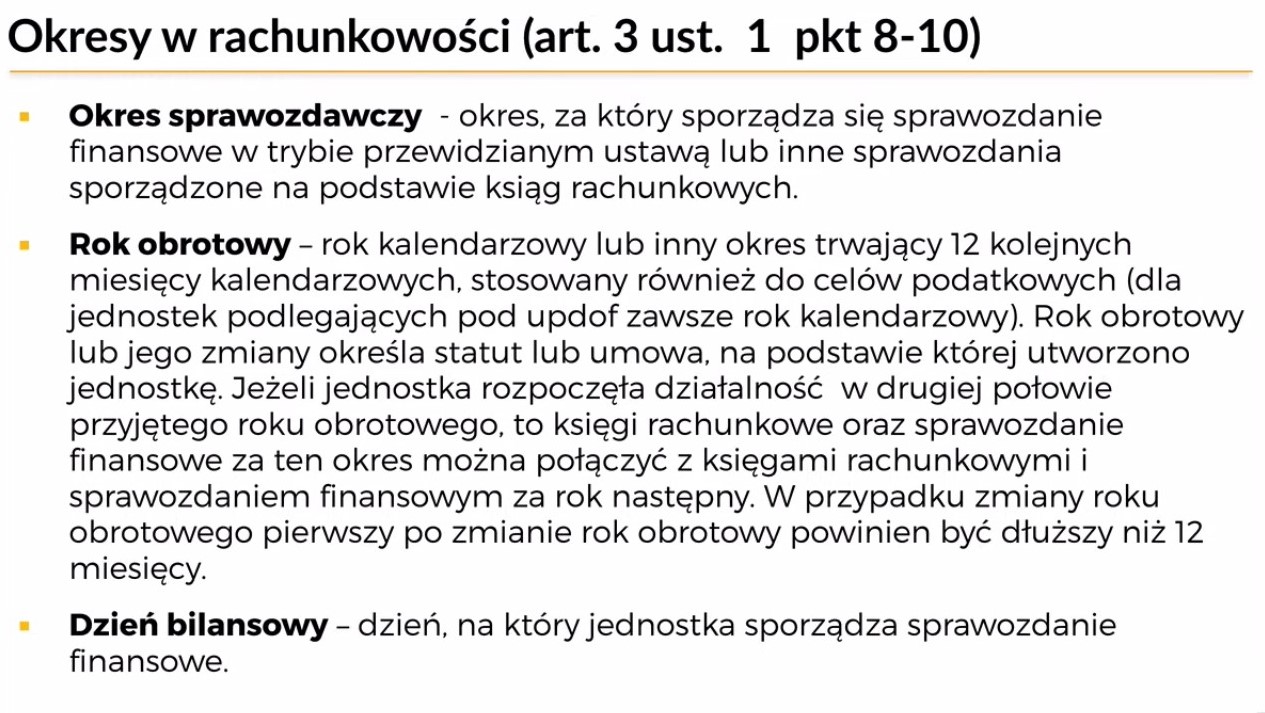 Okresy w rachunkowości (art. 3 ust. 1 pkt 8-10)
▪ Okres sprawozdawczy - okres, za który sporządza się sprawozdanie
finansowe w trybie przewidzianym ustawą lub inne sprawozdania
sporządzone na podstawie ksiąg rachunkowych.
▪ Rok obrotowy – rok kalendarzowy lub inny okres trwający 12 kolejnych
miesięcy kalendarzowych, stosowany również do celów podatkowych (dla
jednostek podlegających pod updof zawsze rok kalendarzowy). Rok obrotowy
lub jego zmiany określa statut lub umowa, na podstawie której utworzono
jednostkę. Jeżeli jednostka rozpoczęła działalność w drugiej połowie
przyjętego roku obrotowego, to księgi rachunkowe oraz sprawozdanie
finansowe za ten okres można połączyć z księgami rachunkowymi i
sprawozdaniem finansowym za rok następny. W przypadku zmiany roku
obrotowego pierwszy po zmianie rok obrotowy powinien być dłuższy niż 12
miesięcy.
▪ Dzień bilansowy – dzień, na który jednostka sporządza sprawozdanie
finansowe.